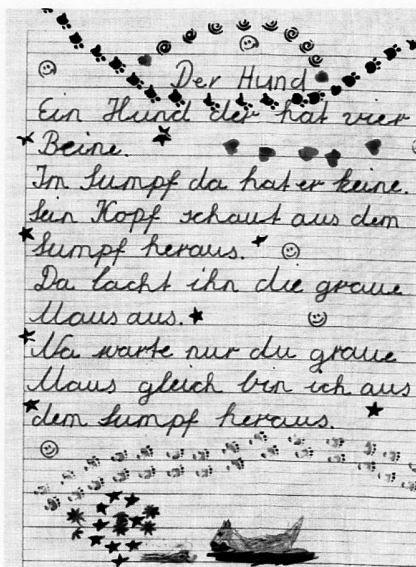 Der Hund
Ein Hund der hat vier
Beine.
Im Sumpf da hat er keine.
Sein Kopf schaut aus dem
Sumpf heraus.
Da lacht ihn die graue
Maus aus.
Na warte nur du graue
Maus gleich bin ich aus
dem Sumpf heraus.